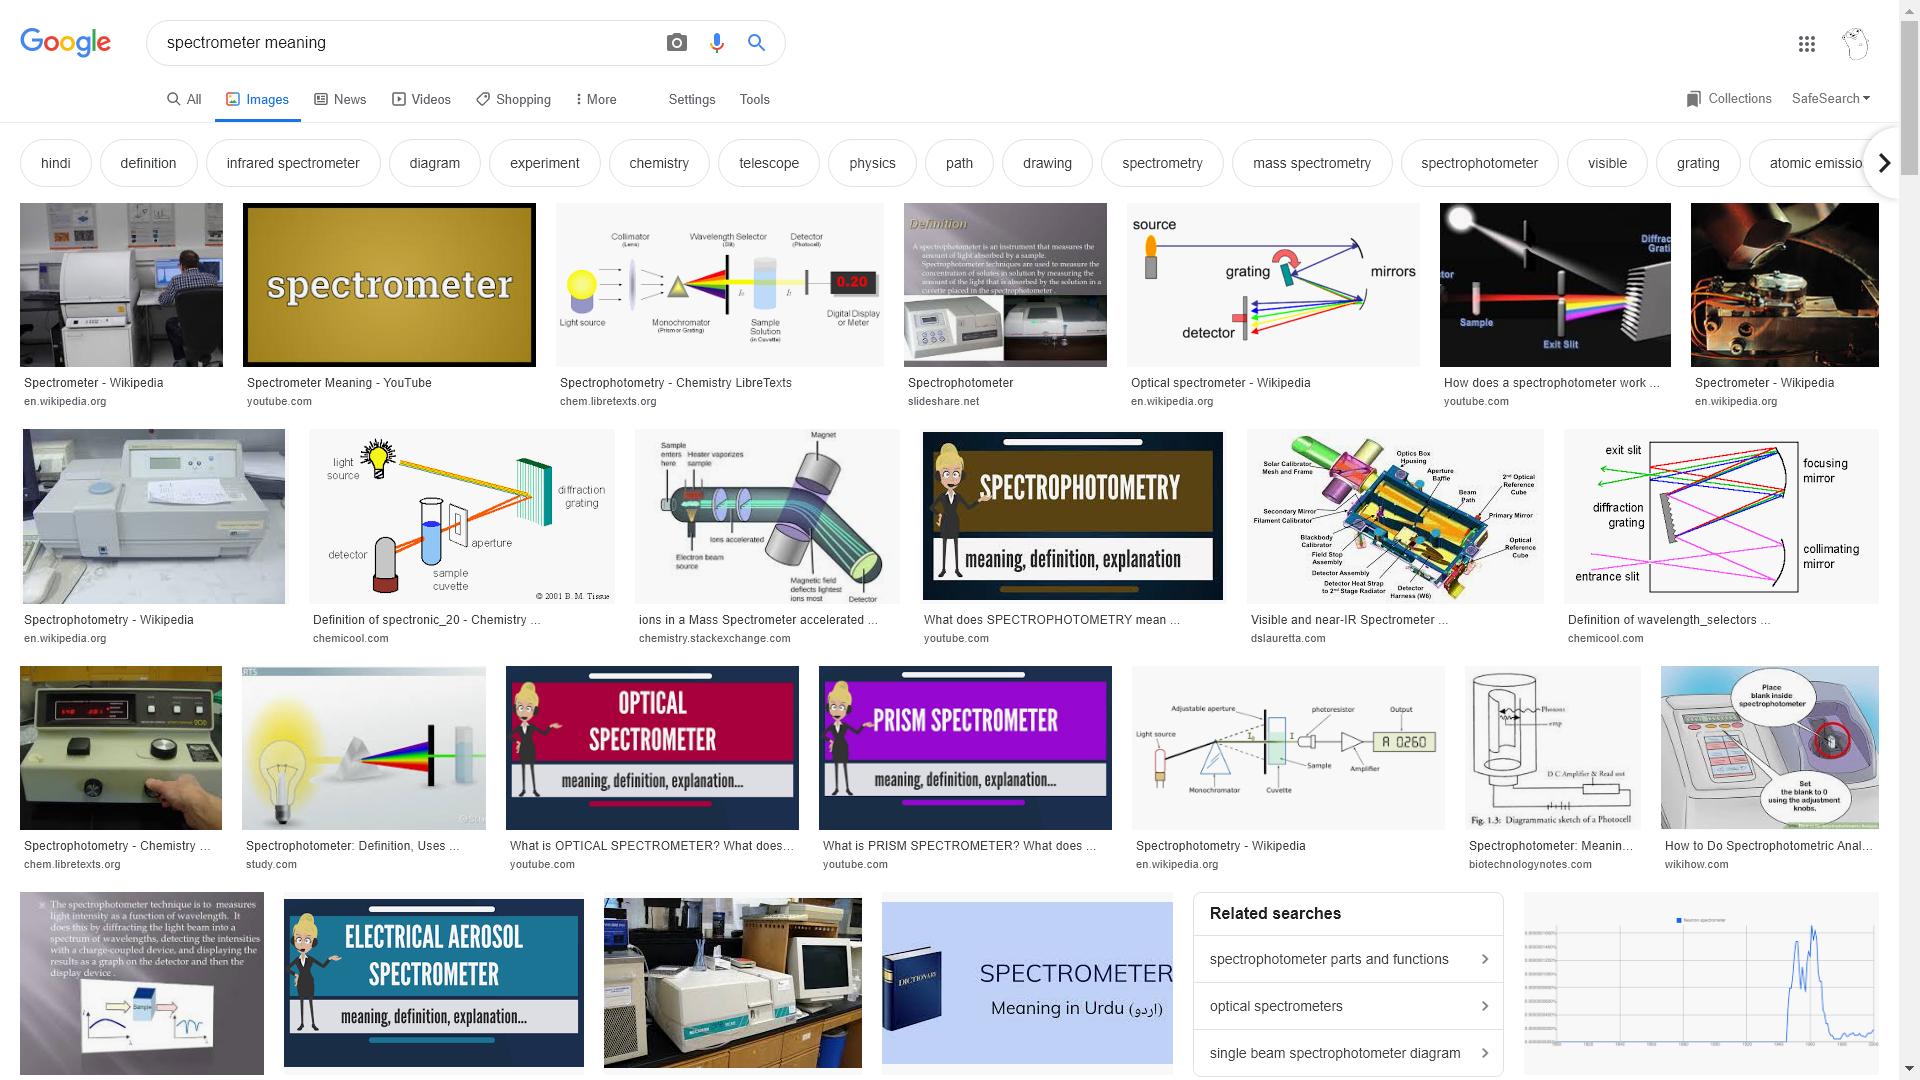 Google
spectrometer meaning
All
Images
News
Videos
Shopping
More
Settings
Tools
Collections
SafeSearch
hindi
definition
infrared spectrometer
diagram
experiment
chemistry
telescope
physics
path
drawing
spectrometry
mass spectrometry
spectrophotometer
visible
grating
atomic emissio
spectrometer
Collimator
(Lens)
Wavelength Selector
(Slit)
Detector
(Photocell)
0.20
Light source
Monochromator
(Prism or Grating)
Sample
Solution
(in Cuvette)
Digital Display
or Meter
Definition
A spectrophotometer is an instrument that measures the
amount of light absorbed by a sample.
Spectrophotometer techniques are used to measure the
concentration of solutes in solution by measuring the
amount of the light that is absorbed by the solution in a
cuvette placed in the spectrophotometer .
source
grating
mirrors
detector
Diffrac
Grati
tor
Sample
Exit Slit
Spectrometer - Wikipedia
en.wikipedia.org
Spectrometer Meaning - YouTube
youtube.com
Spectrophotometry - Chemistry LibreTexts
chem.libretexts.org
Spectrophotometer
slideshare.net
Optical spectrometer - Wikipedia
en.wikipedia.org
How does a spectrophotometer work ...
youtube.com
Spectrometer - Wikipedia
en.wikipedia.org
light
source
diffraction
grating
detector
aperture
sample
cuvette
© 2001 B. M. Tissue
Sample
enters
here
Heater vaporizes
sample
Magnet
Ions accelerated
Electron beam
source
Magnetic field
deflects lightest
ions most
Detector
SPECTROPHOTOMETRY
meaning, definition, explanation
Solar Calibrator
Mesh and Frame
Optics Box
Housing
Aperture
Baffle
Beam
Path
2nd Optical
Reference
Cube
Secondary Mirror
Filament Calibrator
Primary Mirror
Blackbody
Calibrator
Field Stop
Assembly
Optical
Reference
Cube
Detector Assembly
Detector Heat Strap
to 2nd Stage Radiator
Detector
Harness (W6)
exit slit
focusing
mirror
diffraction
grating
collimating
mirror
entrance slit
Spectrophotometry - Wikipedia
en.wikipedia.org
Definition of spectronic_20 - Chemistry ...
chemicool.com
ions in a Mass Spectrometer accelerated ...
chemistry.stackexchange.com
What does SPECTROPHOTOMETRY mean ...
youtube.com
Visible and near-IR Spectrometer ...
dslauretta.com
Definition of wavelength_selectors ...
chemicool.com
OPTICAL
SPECTROMETER
meaning, definition, explanation...
PRISM SPECTROMETER
meaning, definition, explanation...
Adjustable aperture
photoresistor
Output
Light source
A 0260
Sample
Amplifier
Monochromator
Cuvette
Photons
D C Amplifier & Read out
Fig. 1.3: Diagrammatic sketch of a Photocell
Place
blank inside
spectrophotometer
Set
the blank to 0
using the adjustment
knobs.
Spectrophotometry - Chemistry ...
chem.libretexts.org
Spectrophotometer: Definition, Uses ...
study.com
What is OPTICAL SPECTROMETER? What does...
youtube.com
What is PRISM SPECTROMETER? What does ...
youtube.com
Spectrophotometry - Wikipedia
en.wikipedia.org
Spectrophotometer: Meanin...
biotechnologynotes.com
How to Do Spectrophotometric Anal...
wikihow.com
The spectrophotometer technique is to measures
light intensity as a function of wavelength. It
does this by diffracting the light beam into a
spectrum of wavelengths, detecting the intensities
with a charge-coupled device, and displaying the
results as a graph on the detector and then the
display device .
Sample
ELECTRICAL AEROSOL
SPECTROMETER
meaning, definition, explanation...
DICTIONARY
SPECTROMETER
Meaning in Urdu (اردو)
Related searches
spectrophotometer parts and functions
optical spectrometers
single beam spectrophotometer diagram
Neutron spectrometer